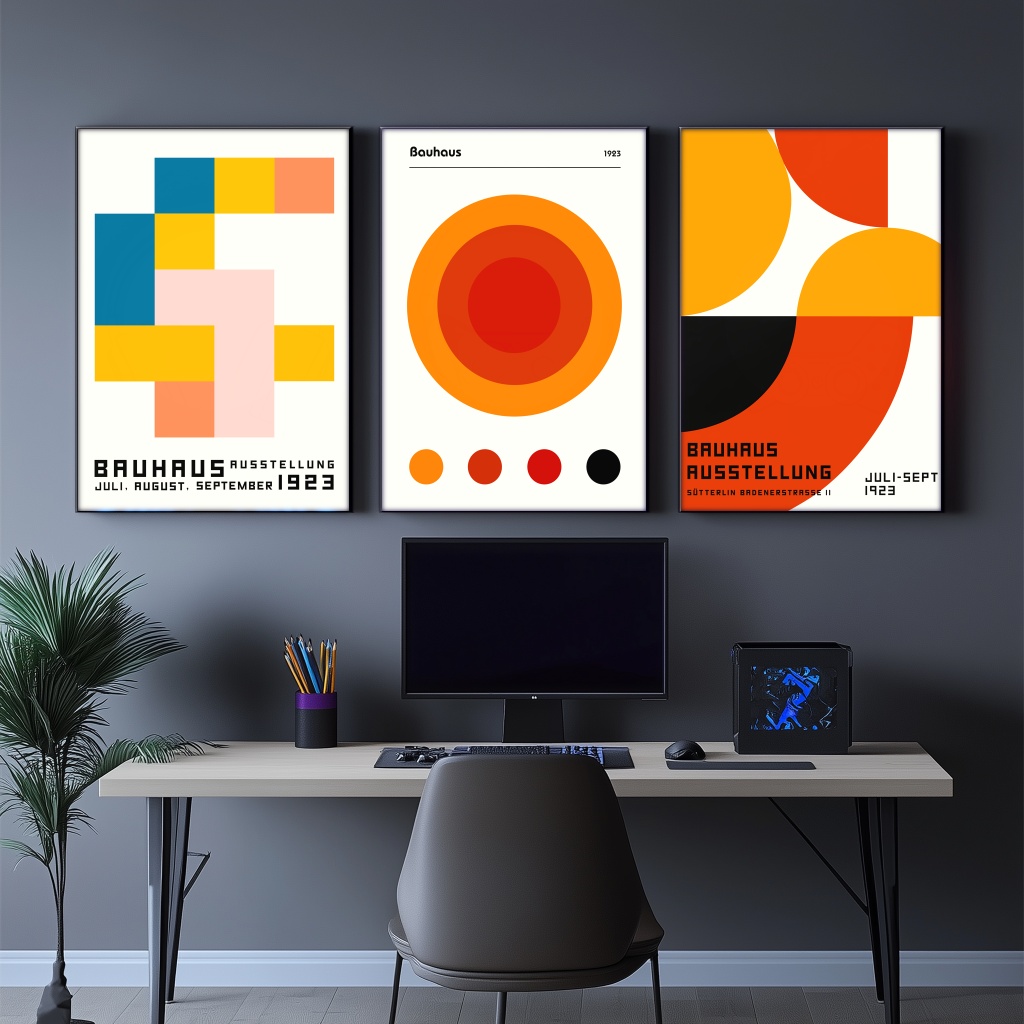 BAUHAUS AUSSTELLUNG
JULI. AUGUST. SEPTEMBER 1923
Bauhaus 1923
BAUHAUS
AUSSTELLUNG
SÜTTERLIN BADENERSTRASSE II
JULI-SEPT
1923